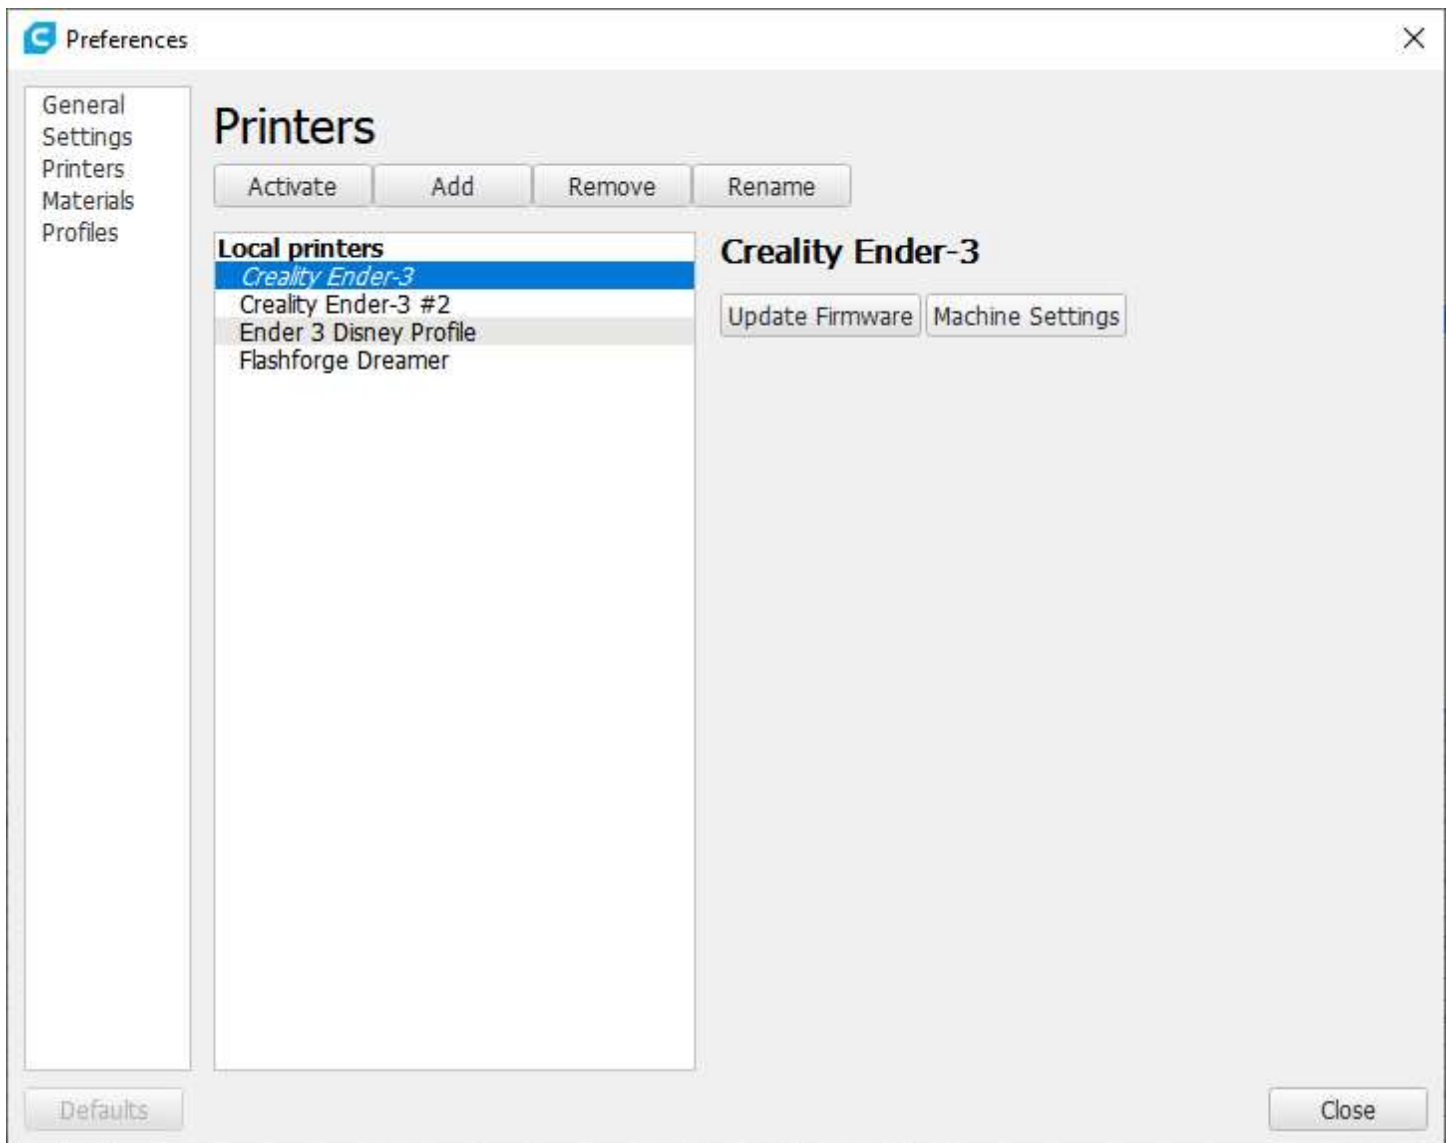 Preferences
General
Settings
Printers
Materials
Profiles
Printers
Activate Add Remove Rename
Local printers
Creality Ender-3
Creality Ender-3 #2
Ender 3 Disney Profile
Flashforge Dreamer
Creality Ender-3
Update Firmware Machine Settings
Defaults
Close